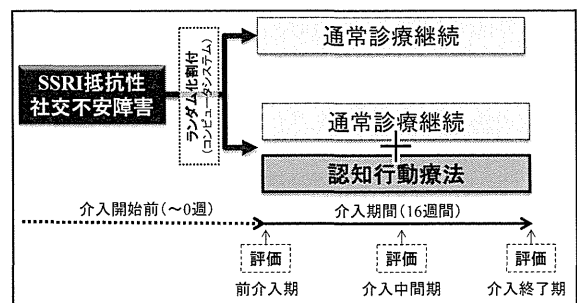 通常診療継続
SSRI抵抗性
社交不安障害
ランダム化割付
(コンピュータシステム)
通常診療継続
+
認知行動療法
介入開始前(~0週)
介入期間(16週間)
評価
評価
評価
前介入期
介入中間期
介入終了期